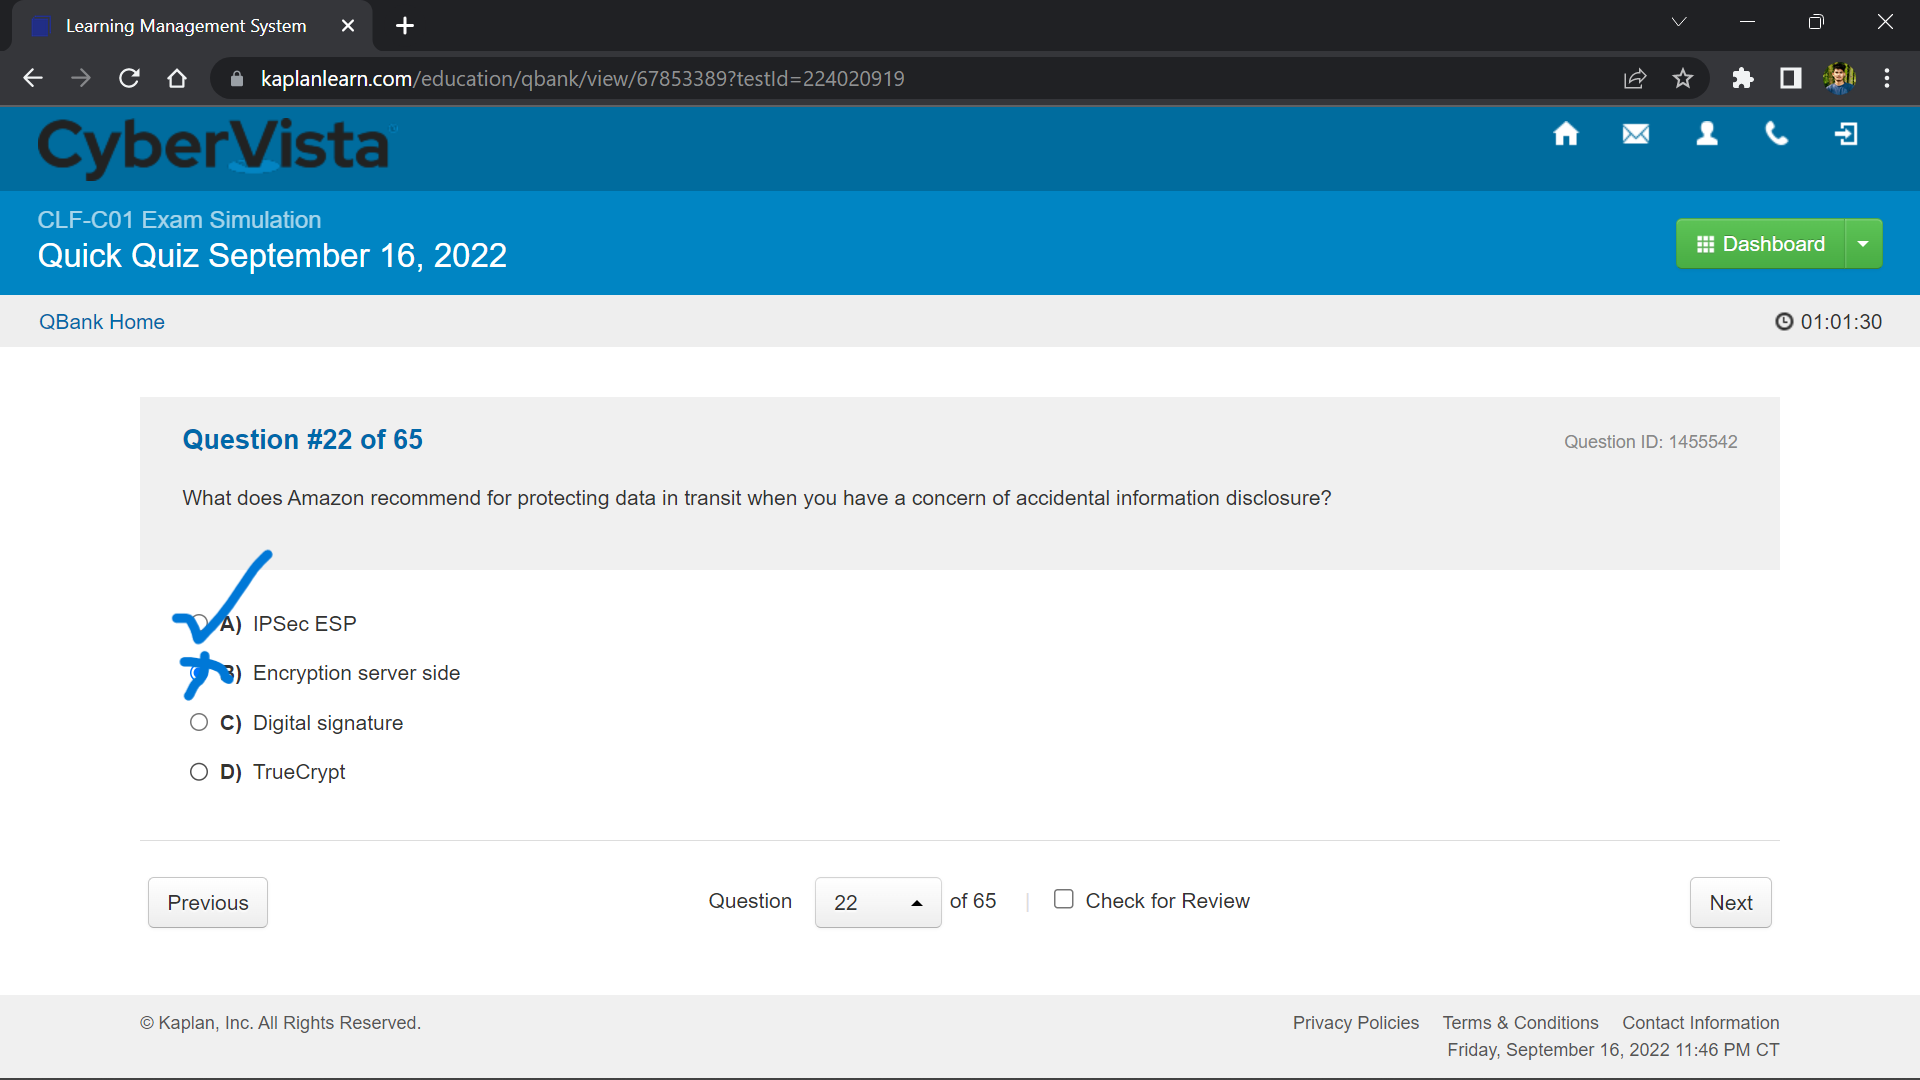 Learning Management System
kaplanlearn.com/education/qbank/view/67853389?testId=224020919
CyberVista
CLF-C01 Exam Simulation
Quick Quiz September 16, 2022
Dashboard
QBank Home
01:01:30
Question #22 of 65
Question ID: 1455542
What does Amazon recommend for protecting data in transit when you have a concern of accidental information disclosure?
A) IPSec ESP
B) Encryption server side
C) Digital signature
D) TrueCrypt
Previous
Question 22 of 65 | Check for Review
Next
© Kaplan, Inc. All Rights Reserved.
Privacy Policies Terms & Conditions Contact Information
Friday, September 16, 2022 11:46 PM CT